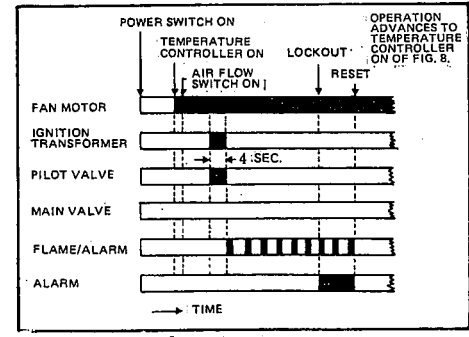 POWER SWITCH ON
TEMPERATURE
CONTROLLER ON
AIR FLOW
SWITCH ON
LOCKOUT
OPERATION
ADVANCES TO
TEMPERATURE
CONTROLLER
ON OF FIG. 8.
RESET
FAN MOTOR
IGNITION
TRANSFORMER
4 SEC.
PILOT VALVE
MAIN VALVE
FLAME/ALARM
ALARM
TIME